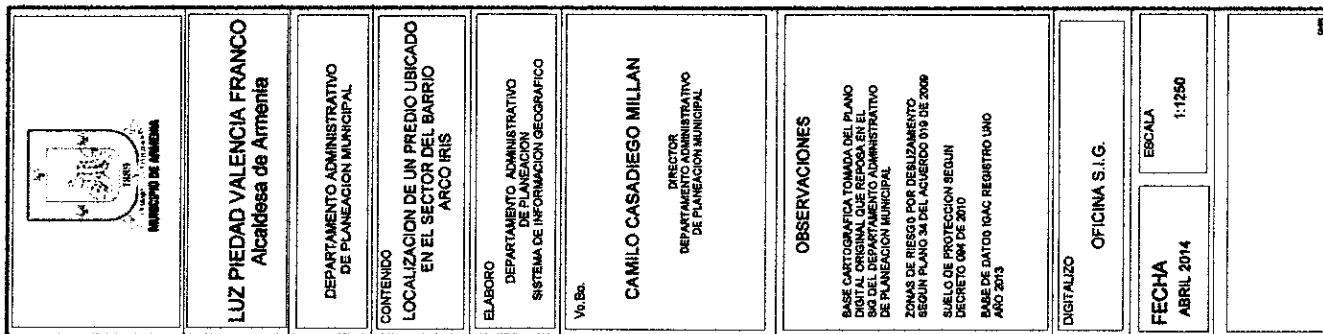 MUNICIPIO DE ARMENIA
LUZ PIEDAD VALENCIA FRANCO
Alcaldesa de Armenia
DEPARTAMENTO ADMINISTRATIVO
DE PLANEACION MUNICIPAL
CONTENIDO
LOCALIZACION DE UN PREDIO UBICADO
EN EL SECTOR DEL BARRIO
ARCO IRIS
ELABORO
DEPARTAMENTO ADMINISTRATIVO
DE PLANEACION
SISTEMA DE INFORMACION GEOGRAFICO
Vo.Bo.
CAMILO CASADIEGO MILLAN
DIRECTOR
DEPARTAMENTO ADMINISTRATIVO
DE PLANEACION MUNICIPAL
OBSERVACIONES
BASE CARTOGRAFICA TOMADA DEL PLANO
DIGITAL ORIGINAL QUE REPOSA EN EL
SIG DEL DEPARTAMENTO ADMINISTRATIVO
DE PLANEACION MUNICIPAL
ZONAS DE RIESGO POR DESLIZAMIENTO
SEGUN PLANO 34 DEL ACUERDO 019 DE 2009
SUELO DE PROTECCION SEGUN
DECRETO 094 DE 2010
BASE DE DATOS IGAC REGISTRO UNO
AÑO 2013
DIGITALIZO
OFICINA S.I.G.
FECHA
ABRIL 2014
ESCALA
1:1250